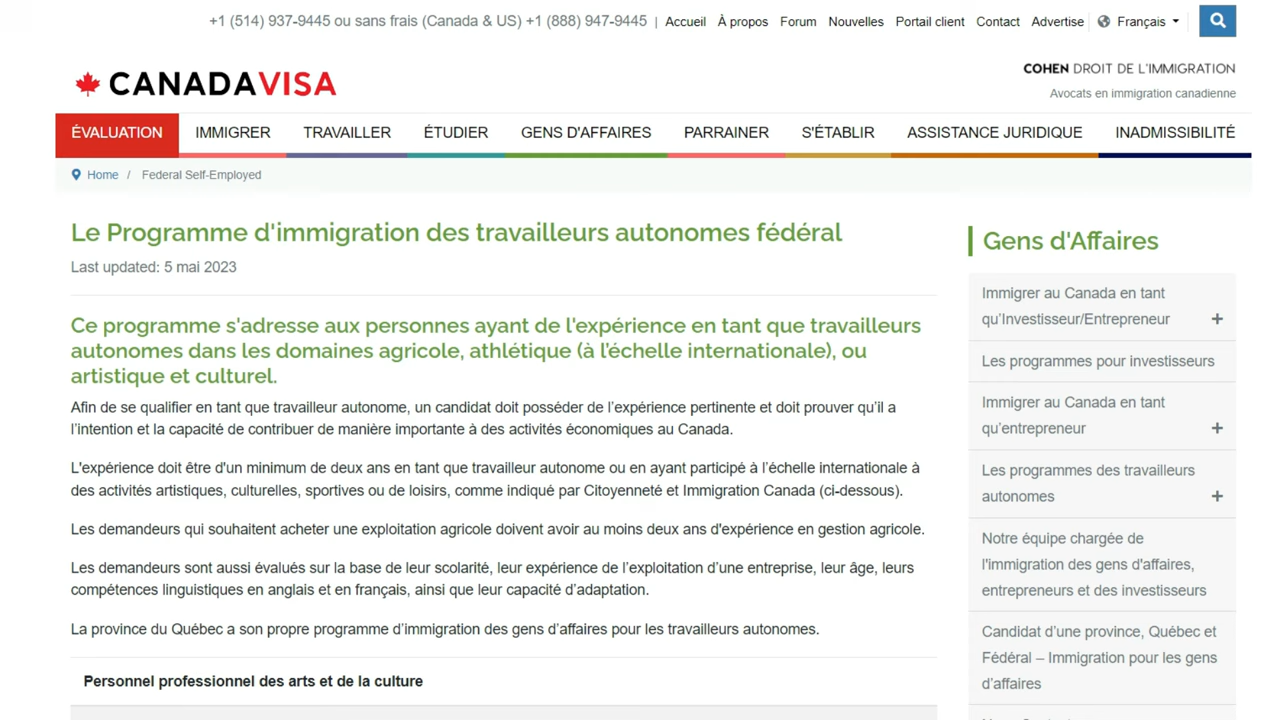 +1 (514) 937-9445 ou sans frais (Canada & US) +1 (888) 947-9445 | Accueil À propos Forum Nouvelles Portail client Contact Advertise Français
CANADAVISA
COHEN DROIT DE L'IMMIGRATION
Avocats en immigration canadienne
ÉVALUATION IMMIGRER TRAVAILLER ÉTUDIER GENS D'AFFAIRES PARRAINER S'ÉTABLIR ASSISTANCE JURIDIQUE INADMISSIBILITÉ
Home / Federal Self-Employed
Le Programme d'immigration des travailleurs autonomes fédéral
Last updated: 5 mai 2023
Ce programme s'adresse aux personnes ayant de l'expérience en tant que travailleurs
autonomes dans les domaines agricole, athlétique (à l’échelle internationale), ou
artistique et culturel.
Afin de se qualifier en tant que travailleur autonome, un candidat doit posséder de l’expérience pertinente et doit prouver qu’il a
l’intention et la capacité de contribuer de manière importante à des activités économiques au Canada.
L'expérience doit être d'un minimum de deux ans en tant que travailleur autonome ou en ayant participé à l’échelle internationale à
des activités artistiques, culturelles, sportives ou de loisirs, comme indiqué par Citoyenneté et Immigration Canada (ci-dessous).
Les demandeurs qui souhaitent acheter une exploitation agricole doivent avoir au moins deux ans d'expérience en gestion agricole.
Les demandeurs sont aussi évalués sur la base de leur scolarité, leur expérience de l’exploitation d’une entreprise, leur âge, leurs
compétences linguistiques en anglais et en français, ainsi que leur capacité d’adaptation.
La province du Québec a son propre programme d’immigration des gens d’affaires pour les travailleurs autonomes.
Personnel professionnel des arts et de la culture
Gens d'Affaires
Immigrer au Canada en tant
qu’Investisseur/Entrepreneur +
Les programmes pour investisseurs
Immigrer au Canada en tant
qu’entrepreneur +
Les programmes des travailleurs
autonomes +
Notre équipe chargée de
l'immigration des gens d'affaires,
entrepreneurs et des investisseurs
Candidat d’une province, Québec et
Fédéral – Immigration pour les gens
d’affaires